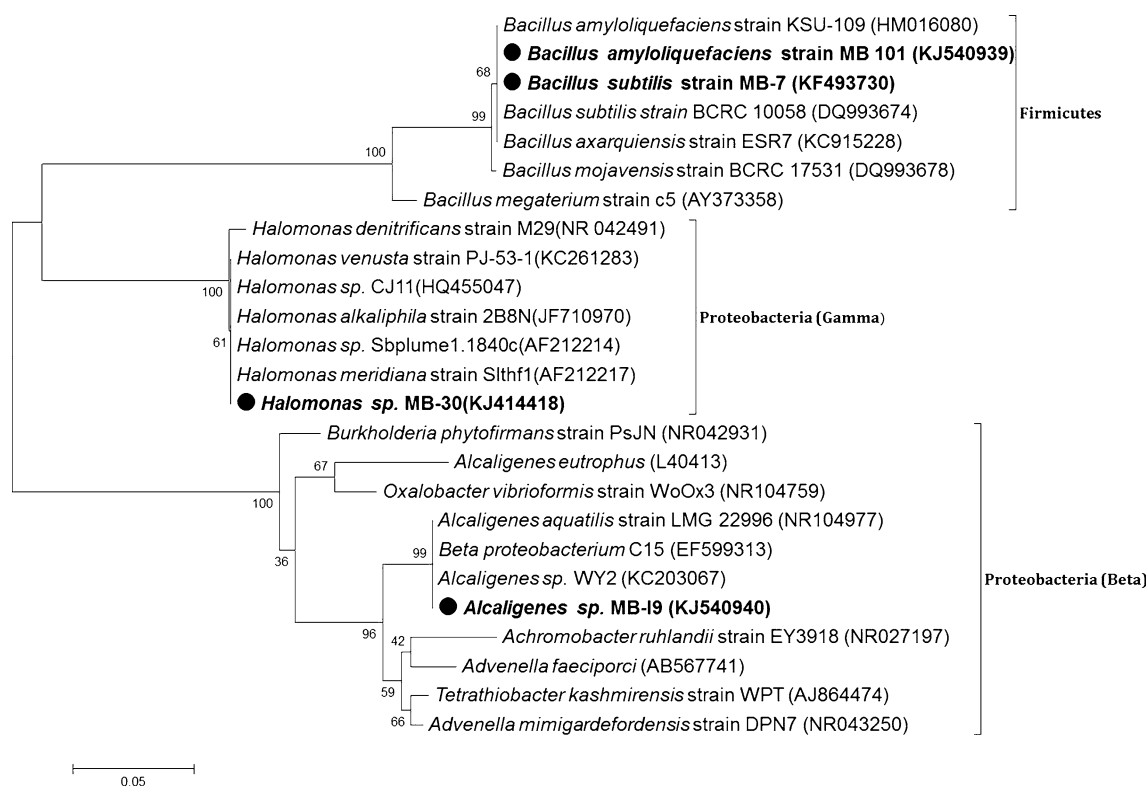 Bacillus amyloliquefaciens strain KSU-109 (HM016080)
Bacillus amyloliquefaciens strain MB 101 (KJ540939)
68
Bacillus subtilis strain MB-7 (KF493730)
Bacillus subtilis strain BCRC 10058 (DQ993674)
Firmicutes
99
Bacillus axarquiensis strain ESR7 (KC915228)
100
Bacillus mojavensis strain BCRC 17531 (DQ993678)
Bacillus megaterium strain c5 (AY373358)
Halomonas denitrificans strain M29(NR 042491)
Halomonas venusta strain PJ-53-1(KC261283)
100
Halomonas sp. CJ11(HQ455047)
Halomonas alkaliphila strain 2B8N(JF710970)
Proteobacteria (Gamma)
61
Halomonas sp. Sbplume1.1840c(AF212214)
Halomonas meridiana strain Slthf1(AF212217)
Halomonas sp. MB-30(KJ414418)
Burkholderia phytofirmans strain PsJN (NR042931)
67
Alcaligenes eutrophus (L40413)
100
Oxalobacter vibrioformis strain WoOx3 (NR104759)
Alcaligenes aquatilis strain LMG 22996 (NR104977)
36
99
Beta proteobacterium C15 (EF599313)
Alcaligenes sp. WY2 (KC203067)
Proteobacteria (Beta)
Alcaligenes sp. MB-I9 (KJ540940)
96
42
Achromobacter ruhlandii strain EY3918 (NR027197)
Advenella faeciporci (AB567741)
59
Tetrathiobacter kashmirensis strain WPT (AJ864474)
66
Advenella mimigardefordensis strain DPN7 (NR043250)
0.05